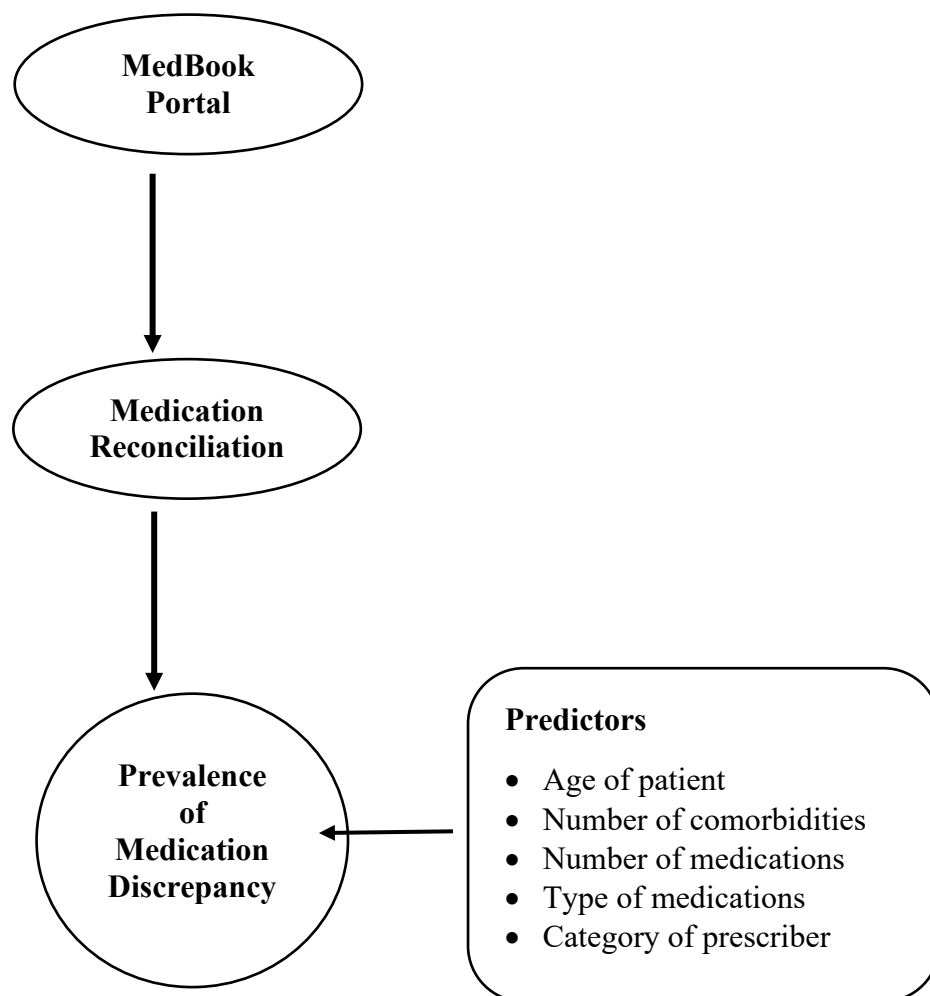 MedBook
Portal
Medication
Reconciliation
Prevalence
of
Medication
Discrepancy
Predictors
• Age of patient
• Number of comorbidities
• Number of medications
• Type of medications
• Category of prescriber